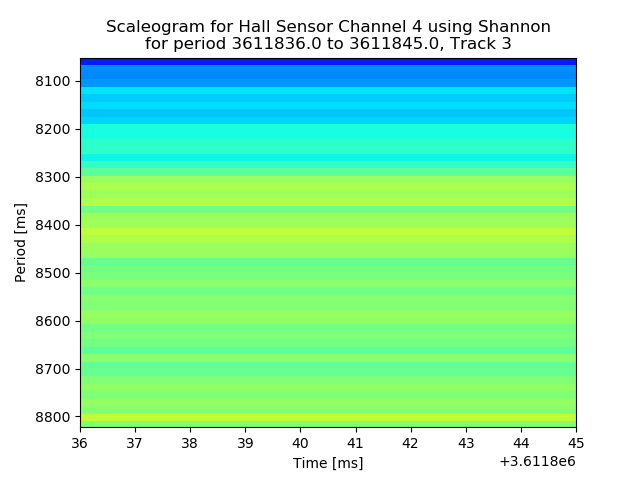 Scaleogram for Hall Sensor Channel 4 using Shannon
for period 3611836.0 to 3611845.0, Track 3
8100
8200
8300
8400
8500
8600
8700
8800
Period [ms]
36 37 38 39 40 41 42 43 44 45
Time [ms]
+3.6118e6